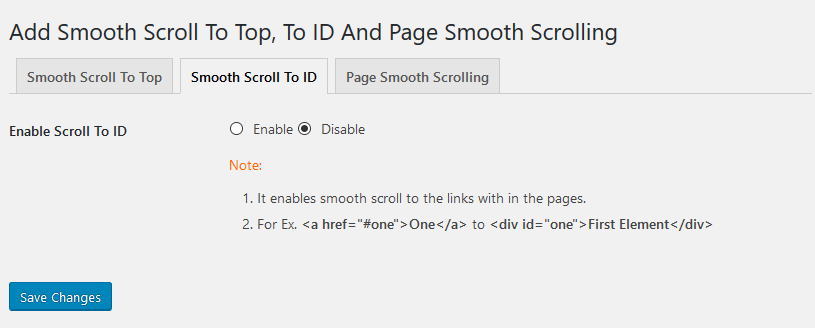 Add Smooth Scroll To Top, To ID And Page Smooth Scrolling
Smooth Scroll To Top Smooth Scroll To ID Page Smooth Scrolling
Enable Scroll To ID Enable Disable
Note:
1. It enables smooth scroll to the links with in the pages.
2. For Ex. <a href="#one">One</a> to <div id="one">First Element</div>
Save Changes